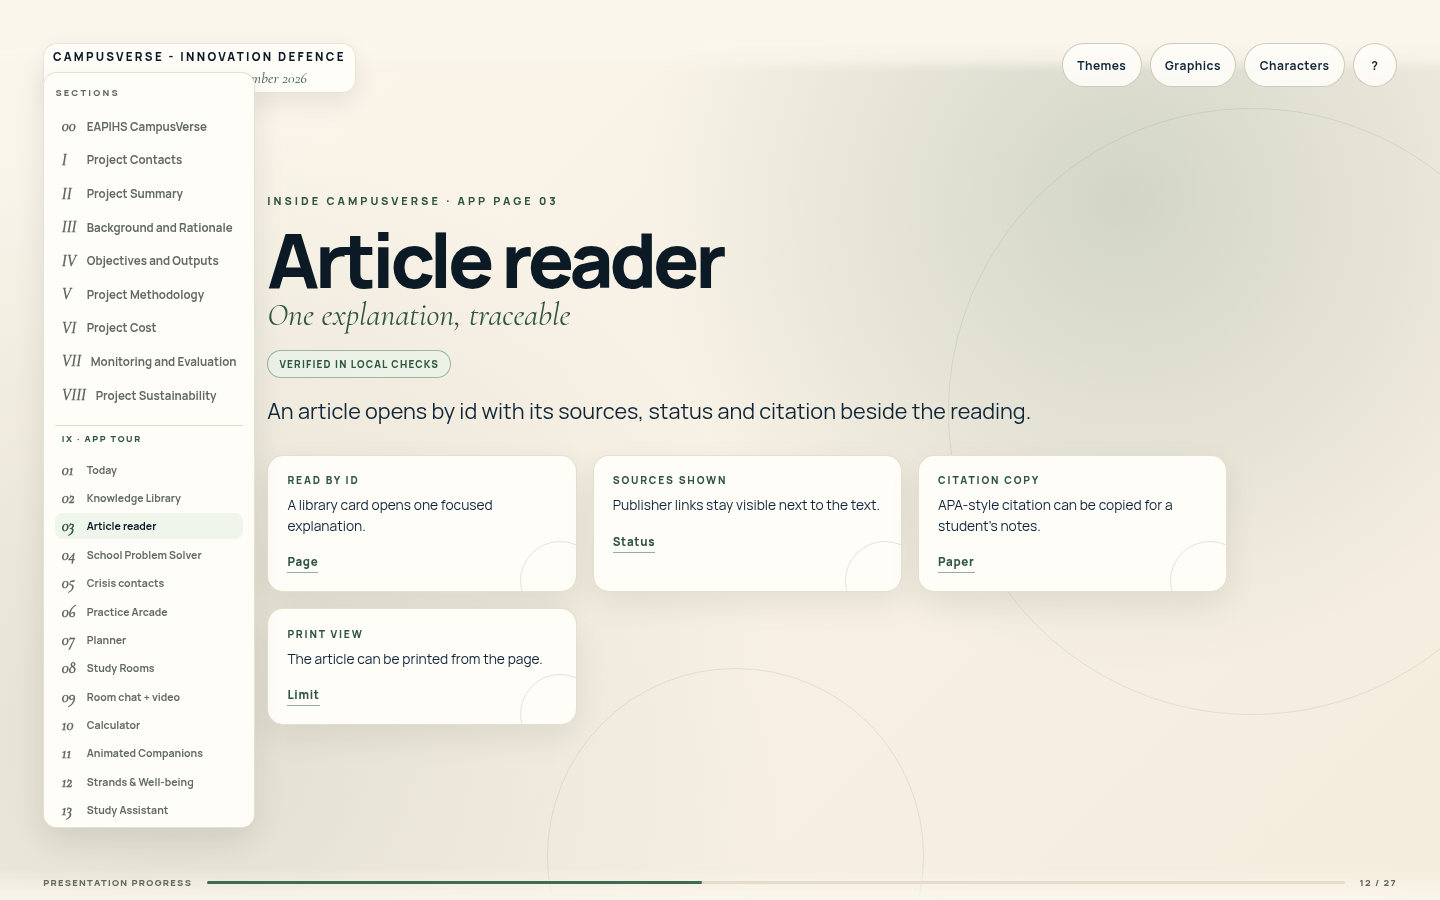 CAMPUSVERSE - INNOVATION DEFENCE
2026
Themes
Graphics
Characters
?
SECTIONS
00 EAPIHS CampusVerse
I Project Contacts
II Project Summary
III Background and Rationale
IV Objectives and Outputs
V Project Methodology
VI Project Cost
VII Monitoring and Evaluation
VIII Project Sustainability
IX · APP TOUR
01 Today
02 Knowledge Library
03 Article reader
04 School Problem Solver
05 Crisis contacts
06 Practice Arcade
07 Planner
08 Study Rooms
09 Room chat + video
10 Calculator
11 Animated Companions
12 Strands & Well-being
13 Study Assistant
INSIDE CAMPUSVERSE · APP PAGE 03
Article reader
One explanation, traceable
VERIFIED IN LOCAL CHECKS
An article opens by id with its sources, status and citation beside the reading.
READ BY ID
A library card opens one focused
explanation.
Page
SOURCES SHOWN
Publisher links stay visible next to the text.
Status
CITATION COPY
APA-style citation can be copied for a
student's notes.
Paper
PRINT VIEW
The article can be printed from the page.
Limit
PRESENTATION PROGRESS
12 / 27